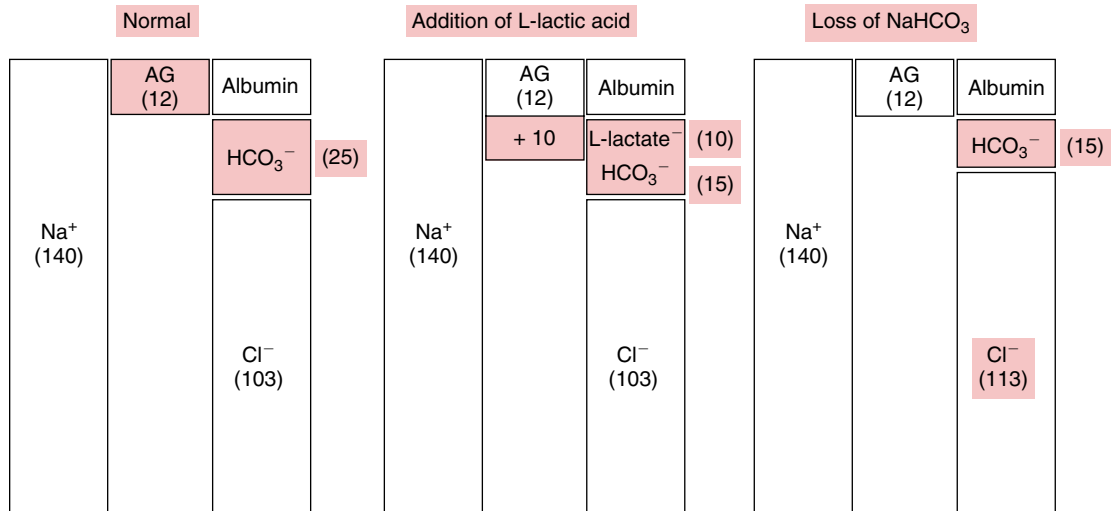 Normal
AG
(12)
Albumin
HCO₃⁻
(25)
Na⁺
(140)
Cl⁻
(103)
Addition of L-lactic acid
AG
(12)
Albumin
+ 10
L-lactate⁻
(10)
HCO₃⁻
(15)
Na⁺
(140)
Cl⁻
(103)
Loss of NaHCO₃
AG
(12)
Albumin
HCO₃⁻
(15)
Na⁺
(140)
Cl⁻
(113)